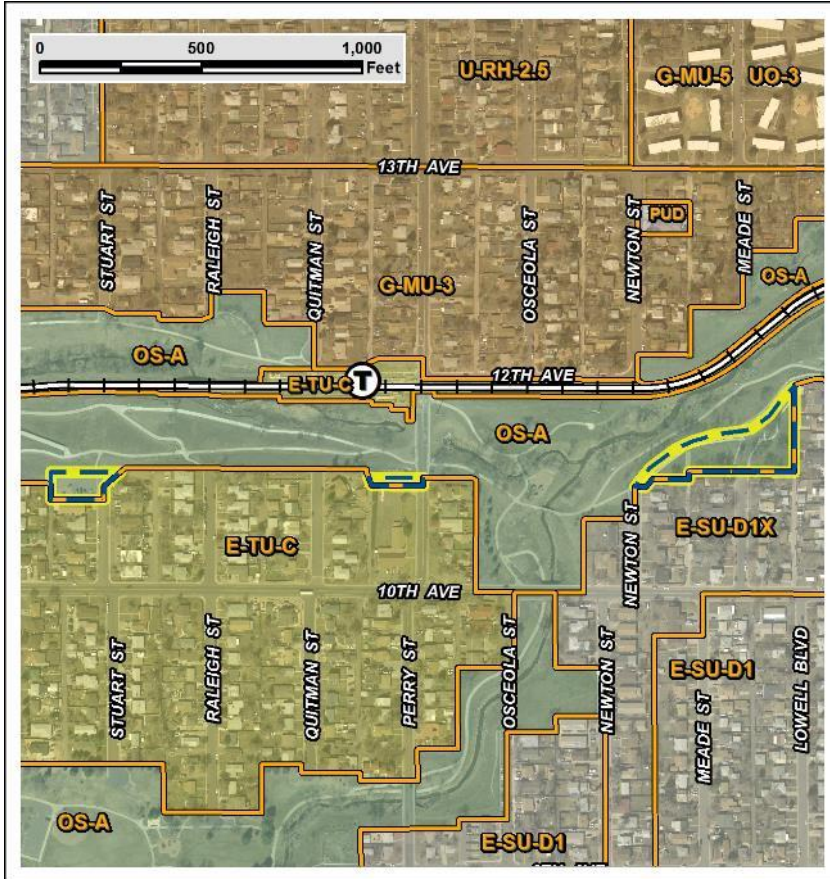 0 500 1,000
Feet
U-RH-2.5
G-MU-5 UO-3
13TH AVE
STUART ST
RALEIGH ST
QUITMAN ST
OSCEOLA ST
NEWTON ST
PUD
MEADE ST
G-MU-3
OS-A
OS-A
12TH AVE
T
E-TU-C
OS-A
E-TU-C
NEWTON ST
E-SU-D1X
10TH AVE
STUART ST
RALEIGH ST
QUITMAN ST
PERRY ST
OSCEOLA ST
NEWTON ST
E-SU-D1
MEADE ST
LOWELL BLVD
OS-A
E-SU-D1